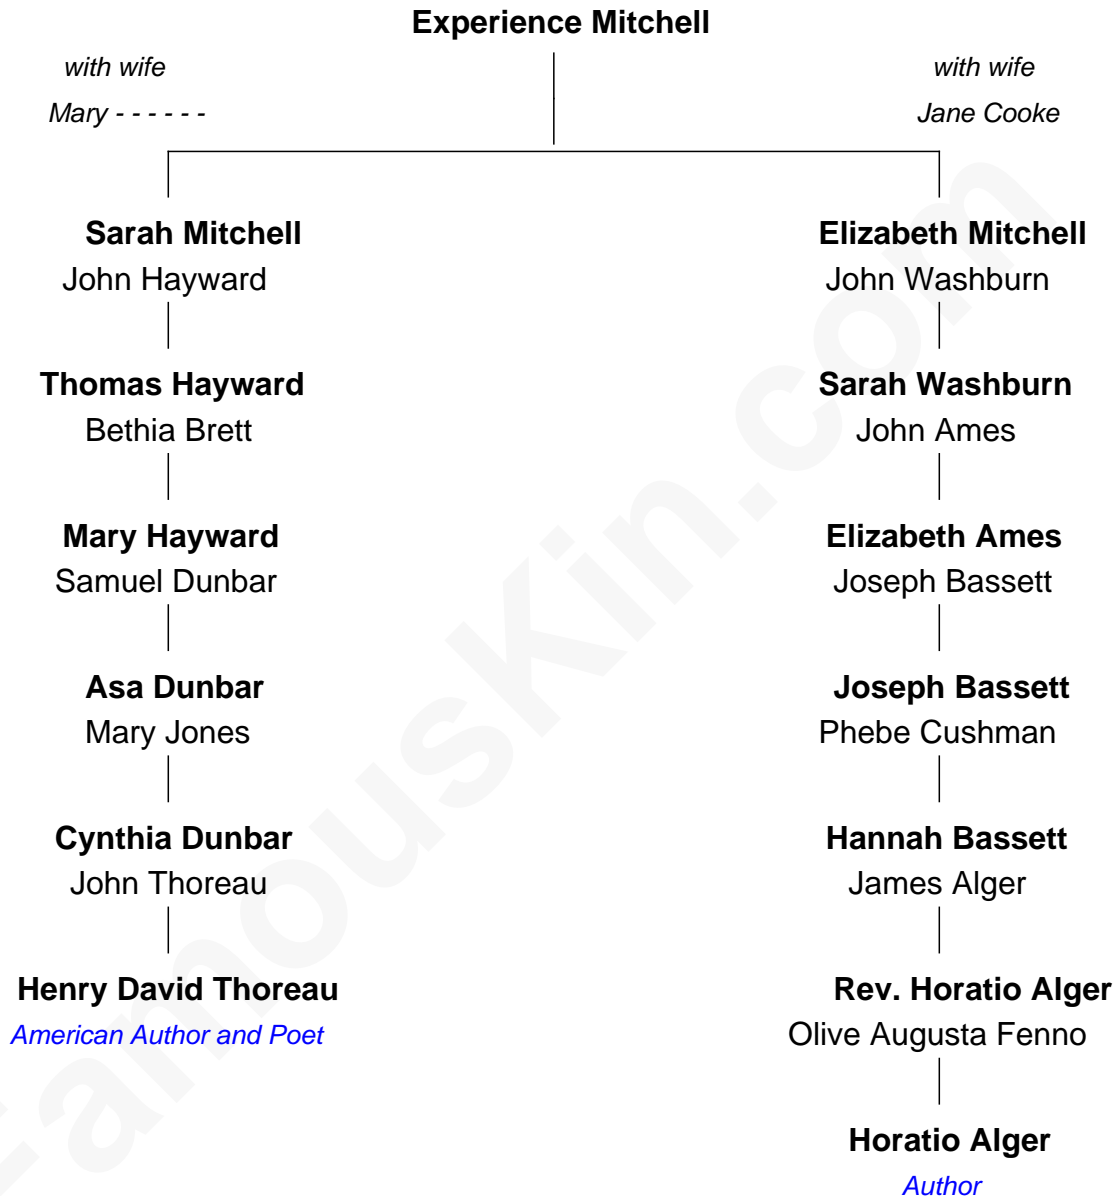 Experience Mitchell
with wife
Mary - - - - - -
with wife
Jane Cooke
Sarah Mitchell
John Hayward
Elizabeth Mitchell
John Washburn
Thomas Hayward
Bethia Brett
Sarah Washburn
John Ames
Mary Hayward
Samuel Dunbar
Elizabeth Ames
Joseph Bassett
Asa Dunbar
Mary Jones
Joseph Bassett
Phebe Cushman
Cynthia Dunbar
John Thoreau
Hannah Bassett
James Alger
Henry David Thoreau
American Author and Poet
Rev. Horatio Alger
Olive Augusta Fenno
Horatio Alger
Author
FamousKin.com